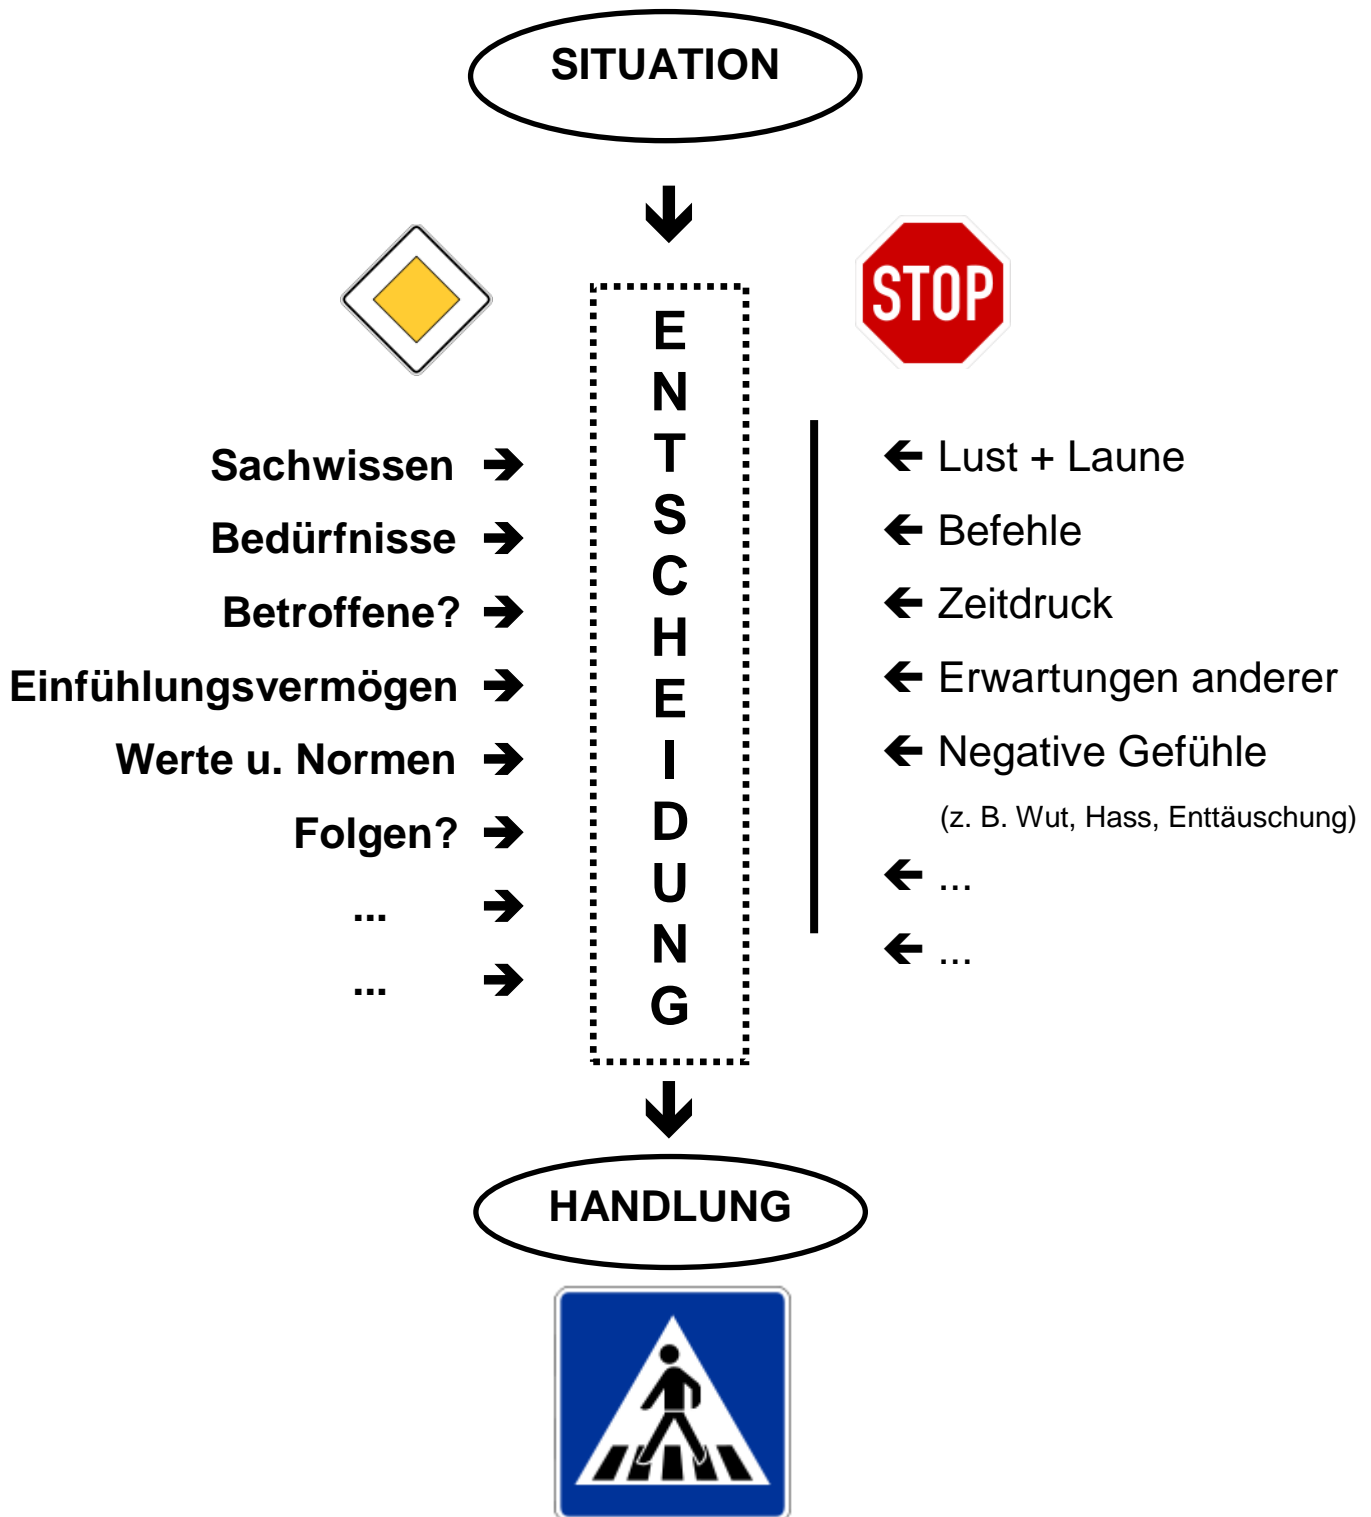 SITUATION
STOP
ENTSCHEIDUNG
Sachwissen
Bedürfnisse
Betroffene?
Einfühlungsvermögen
Werte u. Normen
Folgen?
...
...
Lust + Laune
Befehle
Zeitdruck
Erwartungen anderer
Negative Gefühle
(z. B. Wut, Hass, Enttäuschung)
...
...
HANDLUNG